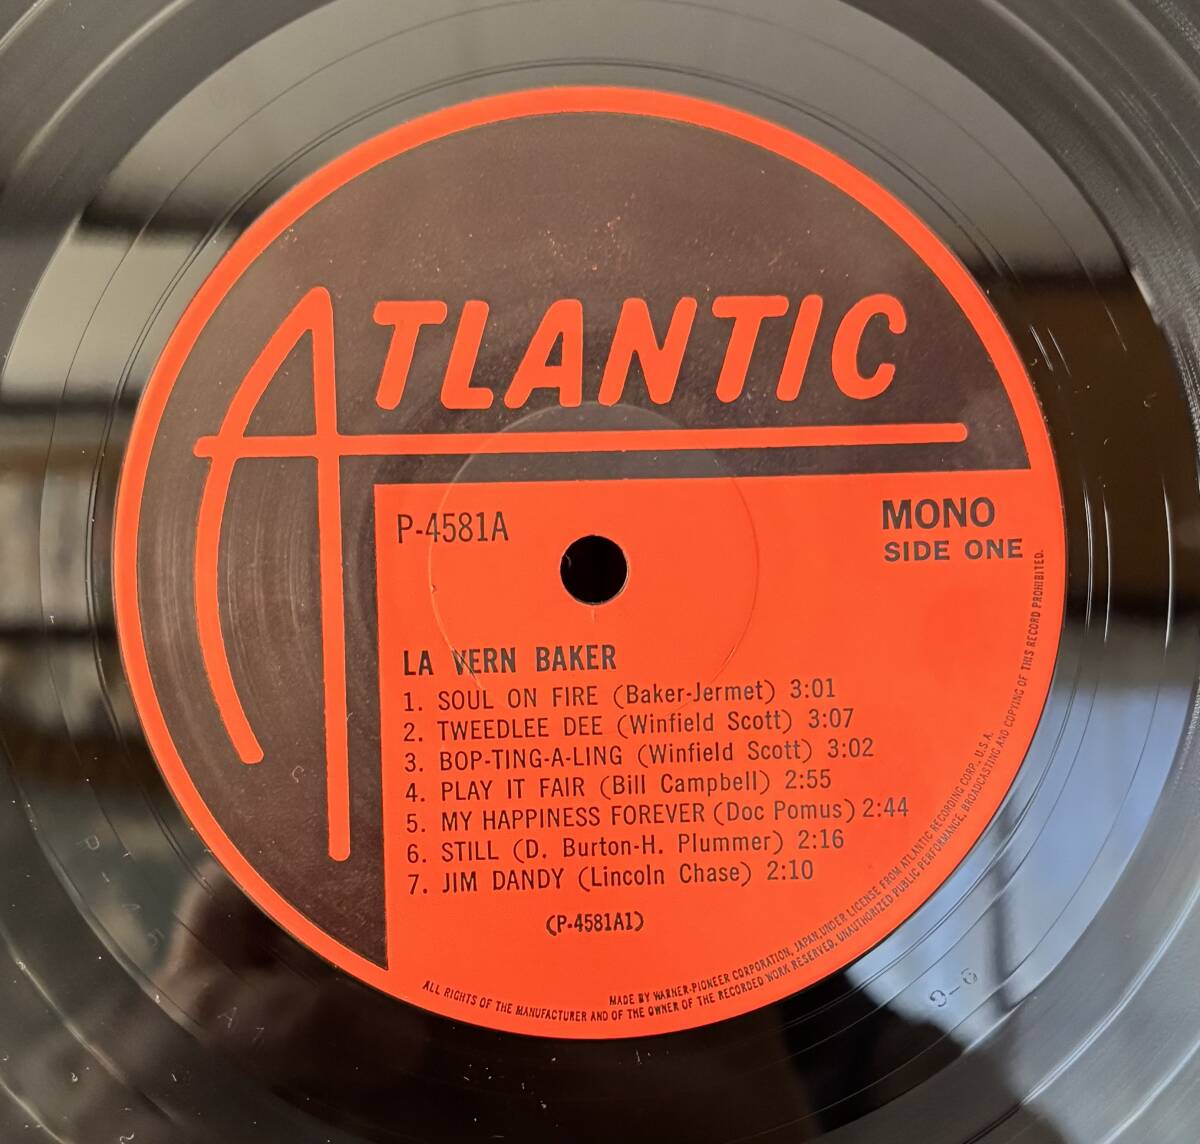 ATLANTIC
P-4581A
MONO
SIDE ONE
LA VERN BAKER
1. SOUL ON FIRE (Baker-Jermet) 3:01
2. TWEEDLEE DEE (Winfield Scott) 3:07
3. BOP-TING-A-LING (Winfield Scott) 3:02
4. PLAY IT FAIR (Bill Campbell) 2:55
5. MY HAPPINESS FOREVER (Doc Pomus) 2:44
6. STILL (D. Burton-H. Plummer) 2:16
7. JIM DANDY (Lincoln Chase) 2:10
(P-4581A1)
MADE BY WARNER-PIONEER CORPORATION, JAPAN,UNDER LICENSE FROM ATLANTIC RECORDING CORP., U.S.A.
ALL RIGHTS OF THE MANUFACTURER AND OF THE OWNER OF THE RECORDED WORK RESERVED. UNAUTHORIZED PUBLIC PERFORMANCE, BROADCASTING AND COPYING OF THIS RECORD PROHIBITED.